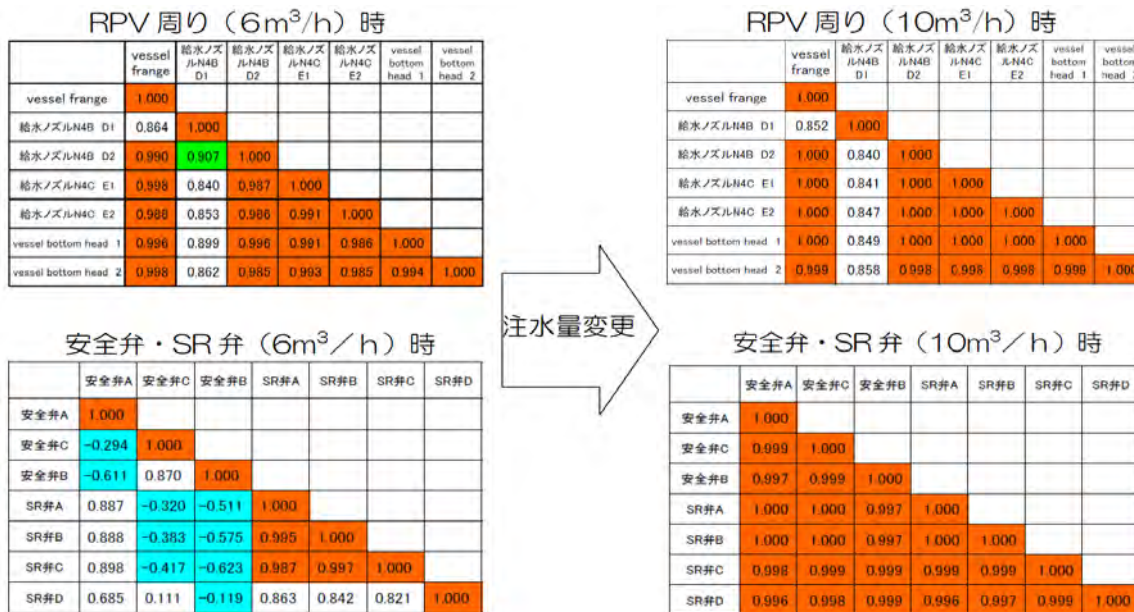 RPV 周り（6m³/h）時
vessel frange 給水ノズルN4B D1 給水ノズルN4B D2 給水ノズルN4C E1 給水ノズルN4C E2 vessel bottom head 1 vessel bottom head 2
vessel frange 1.000
給水ノズルN4B D1 0.864 1.000
給水ノズルN4B D2 0.990 0.907 1.000
給水ノズルN4C E1 0.998 0.840 0.987 1.000
給水ノズルN4C E2 0.988 0.853 0.986 0.991 1.000
vessel bottom head 1 0.996 0.899 0.996 0.991 0.986 1.000
vessel bottom head 2 0.998 0.862 0.985 0.993 0.985 0.994 1.000
安全弁・SR 弁（6m³／h）時
安全弁A 安全弁C 安全弁B SR弁A SR弁B SR弁C SR弁D
安全弁A 1.000
安全弁C -0.294 1.000
安全弁B -0.611 0.870 1.000
SR弁A 0.887 -0.320 -0.511 1.000
SR弁B 0.888 -0.383 -0.575 0.995 1.000
SR弁C 0.898 -0.417 -0.623 0.987 0.997 1.000
SR弁D 0.685 0.111 -0.119 0.863 0.842 0.821 1.000
注水量変更
RPV 周り（10m³/h）時
vessel frange 給水ノズルN4B D1 給水ノズルN4B D2 給水ノズルN4C E1 給水ノズルN4C E2 vessel bottom head 1 vessel bottom head 2
vessel frange 1.000
給水ノズルN4B D1 0.852 1.000
給水ノズルN4B D2 1.000 0.840 1.000
給水ノズルN4C E1 1.000 0.841 1.000 1.000
給水ノズルN4C E2 1.000 0.847 1.000 1.000 1.000
vessel bottom head 1 1.000 0.849 1.000 1.000 1.000 1.000
vessel bottom head 2 0.999 0.858 0.998 0.998 0.998 0.999 1.000
安全弁・SR 弁（10m³／h）時
安全弁A 安全弁C 安全弁B SR弁A SR弁B SR弁C SR弁D
安全弁A 1.000
安全弁C 0.999 1.000
安全弁B 0.997 0.999 1.000
SR弁A 1.000 1.000 0.997 1.000
SR弁B 1.000 1.000 0.997 1.000 1.000
SR弁C 0.998 0.999 0.999 0.999 0.999 1.000
SR弁D 0.996 0.998 0.999 0.996 0.997 0.999 1.000